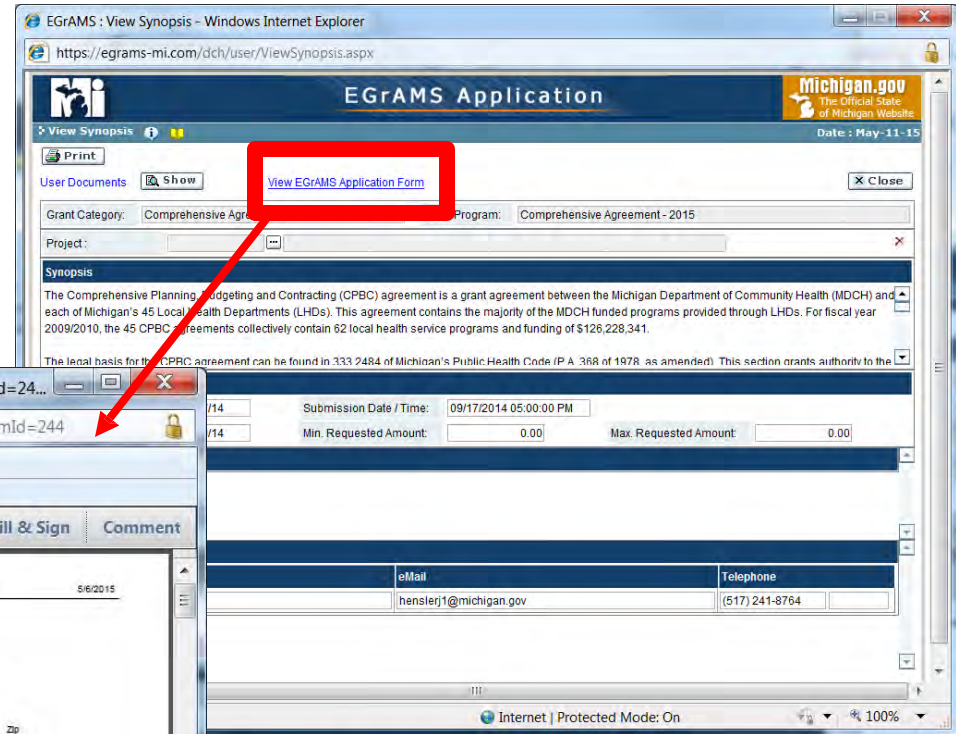 EGrAMS : View Synopsis - Windows Internet Explorer
https://egrams-mi.com/dch/user/ViewSynopsis.aspx
EGrAMS Application
Michigan.gov
The Official State
of Michigan Website
View Synopsis
Date : May-11-15
Print
User Documents Show View EGrAMS Application Form Close
Grant Category: Comprehensive Agre Program: Comprehensive Agreement - 2015
Project :
Synopsis
The Comprehensive Planning, Budgeting and Contracting (CPBC) agreement is a grant agreement between the Michigan Department of Community Health (MDCH) and
each of Michigan's 45 Local Health Departments (LHDs). This agreement contains the majority of the MDCH funded programs provided through LHDs. For fiscal year
2009/2010, the 45 CPBC agreements collectively contain 62 local health service programs and funding of $126,228,341.
The legal basis for the CPBC agreement can be found in 333.2484 of Michigan's Public Health Code (P.A. 368 of 1978, as amended). This section grants authority to the
/14 Submission Date / Time: 09/17/2014 05:00:00 PM
/14 Min. Requested Amount: 0.00 Max. Requested Amount: 0.00
eMail Telephone
henslerj1@michigan.gov (517) 241-8764
Internet | Protected Mode: On 100%
d=24...
mId=244
ill & Sign Comment
5/6/2015
Zip